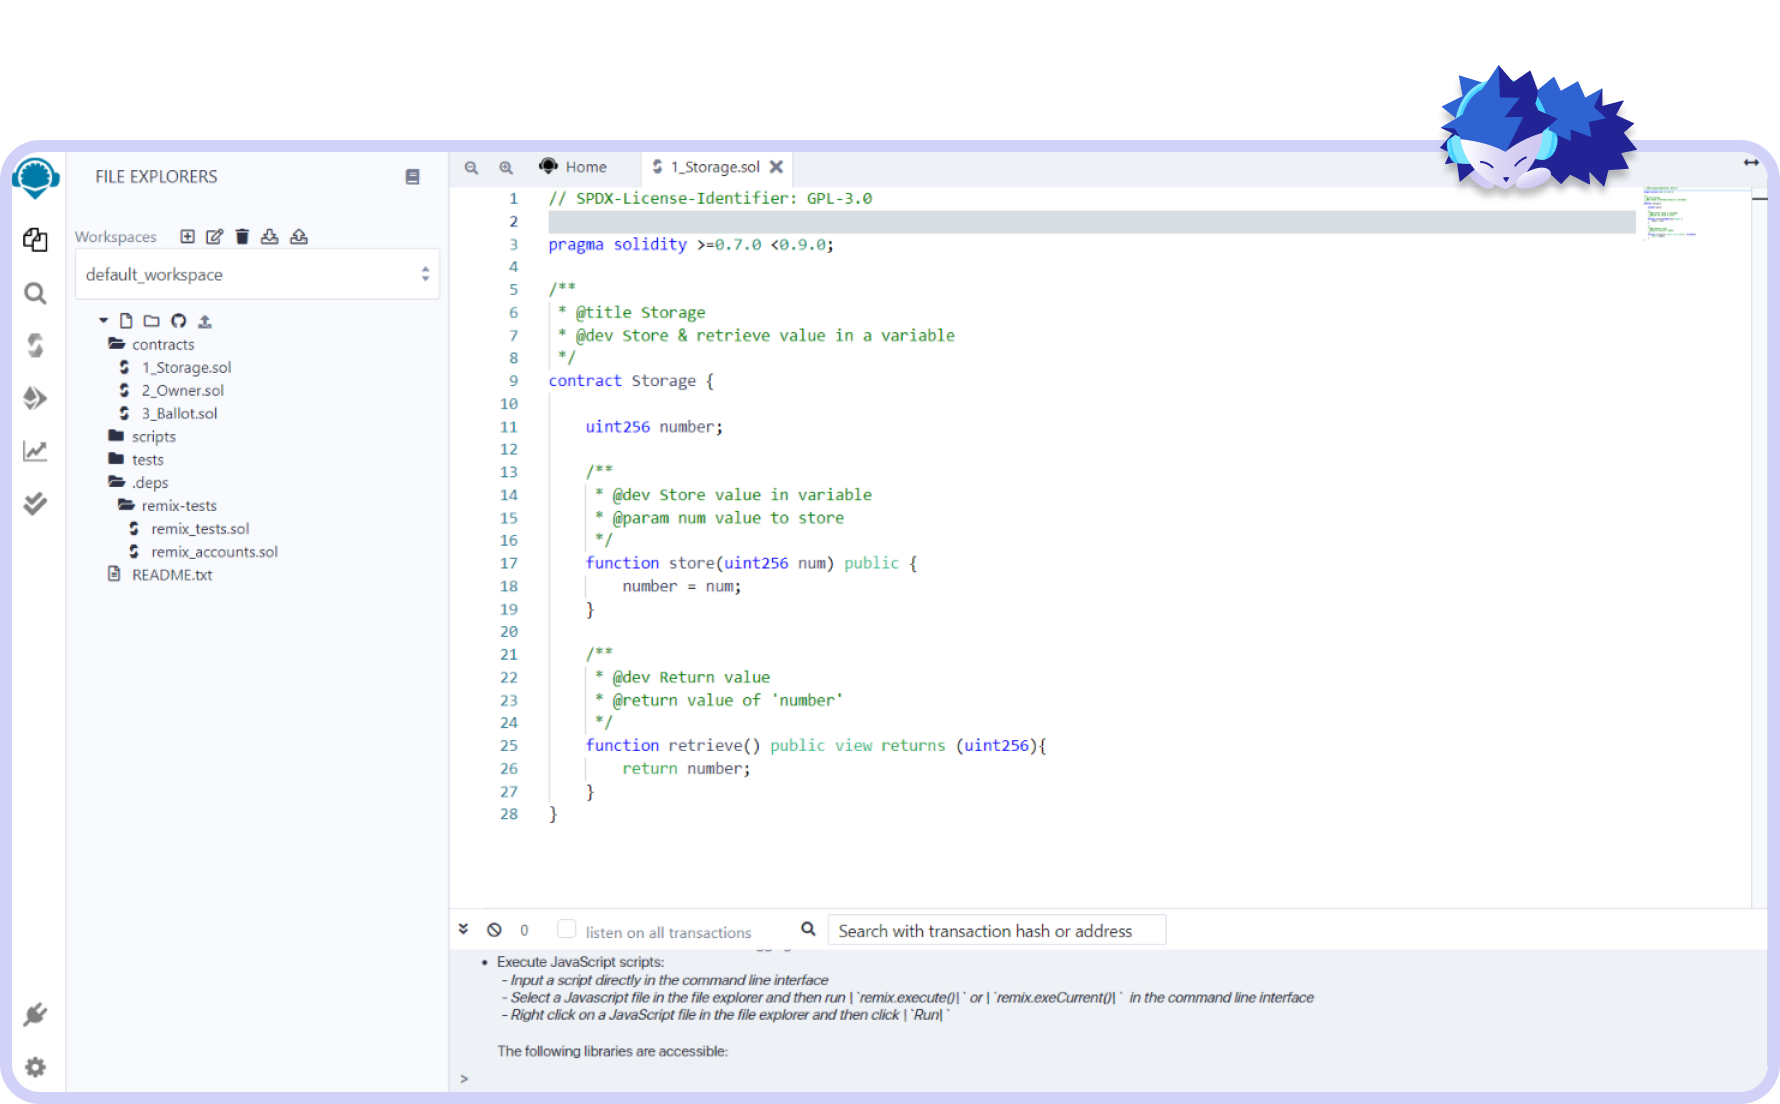 FILE EXPLORERS
Workspaces
default_workspace
contracts
1_Storage.sol
2_Owner.sol
3_Ballot.sol
scripts
tests
.deps
remix-tests
remix_tests.sol
remix_accounts.sol
README.txt
Home
1_Storage.sol
1 // SPDX-License-Identifier: GPL-3.0
2
3 pragma solidity >=0.7.0 <0.9.0;
4
5 /**
6 * @title Storage
7 * @dev Store & retrieve value in a variable
8 */
9 contract Storage {
10
11 uint256 number;
12
13 /**
14 * @dev Store value in variable
15 * @param num value to store
16 */
17 function store(uint256 num) public {
18 number = num;
19 }
20
21 /**
22 * @dev Return value
23 * @return value of 'number'
24 */
25 function retrieve() public view returns (uint256){
26 return number;
27 }
28 }
0 listen on all transactions Search with transaction hash or address
• Execute JavaScript scripts:
- Input a script directly in the command line interface
- Select a Javascript file in the file explorer and then run |`remix.execute()|` or |`remix.exeCurrent()|` in the command line interface
- Right click on a JavaScript file in the file explorer and then click |`Run|`
The following libraries are accessible:
>